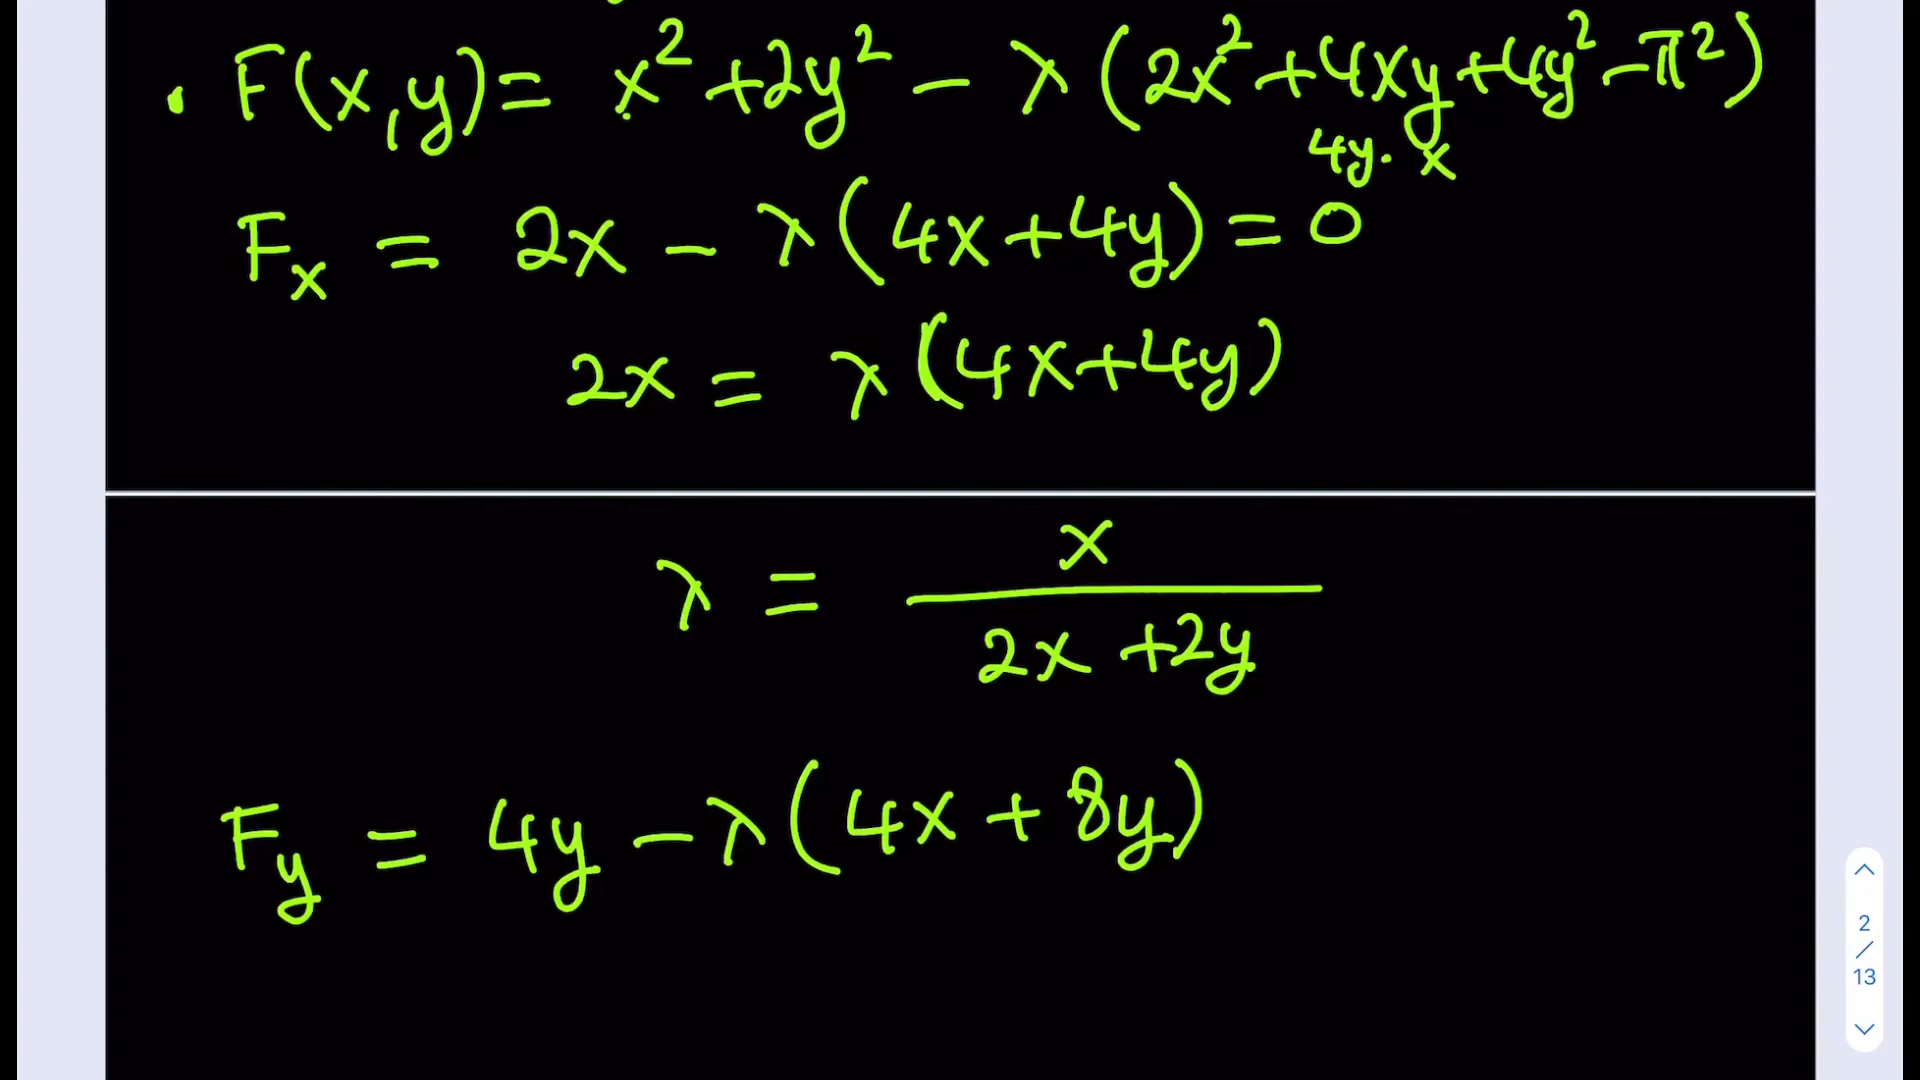 • F(x,y) = x² + 2y² − λ(2x² + 4xy + 4y² − π²)
4y · x
Fₓ = 2x − λ(4x + 4y) = 0
2x = λ(4x + 4y)
λ = x / (2x + 2y)
F_y = 4y − λ(4x + 8y)
2
/
13